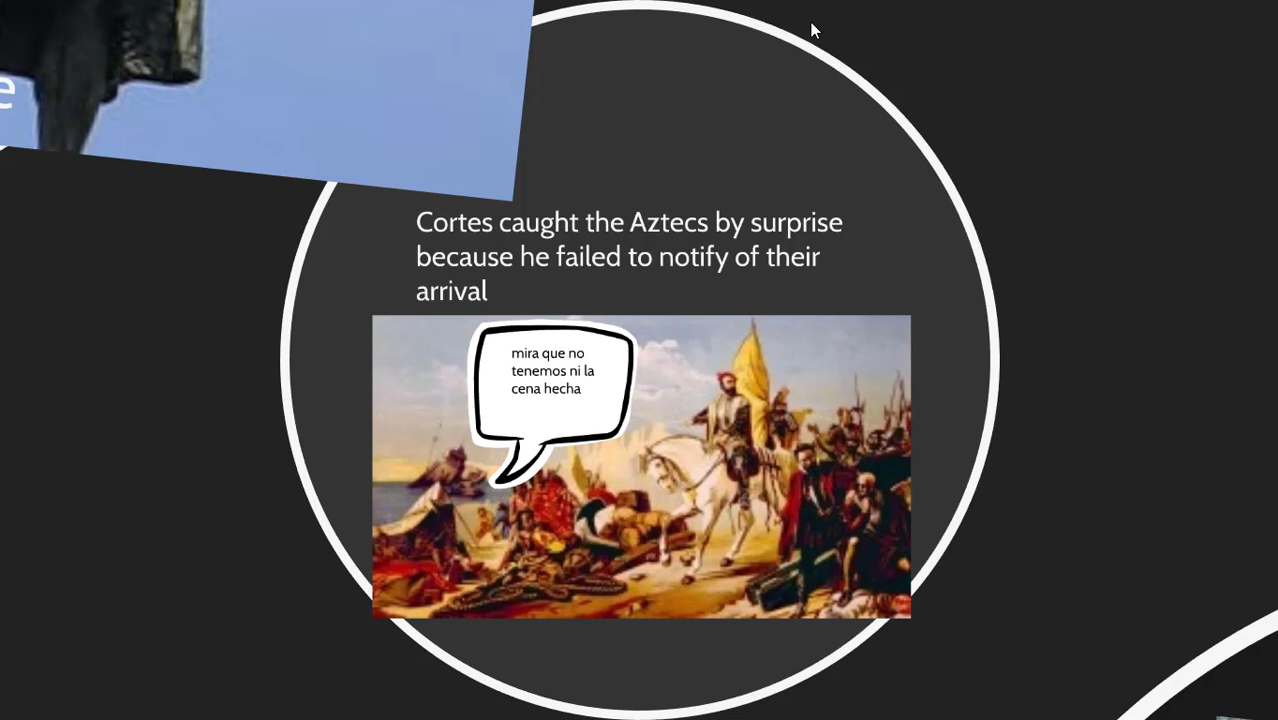 e
Cortes caught the Aztecs by surprise
because he failed to notify of their
arrival
mira que no
tenemos ni la
cena hecha